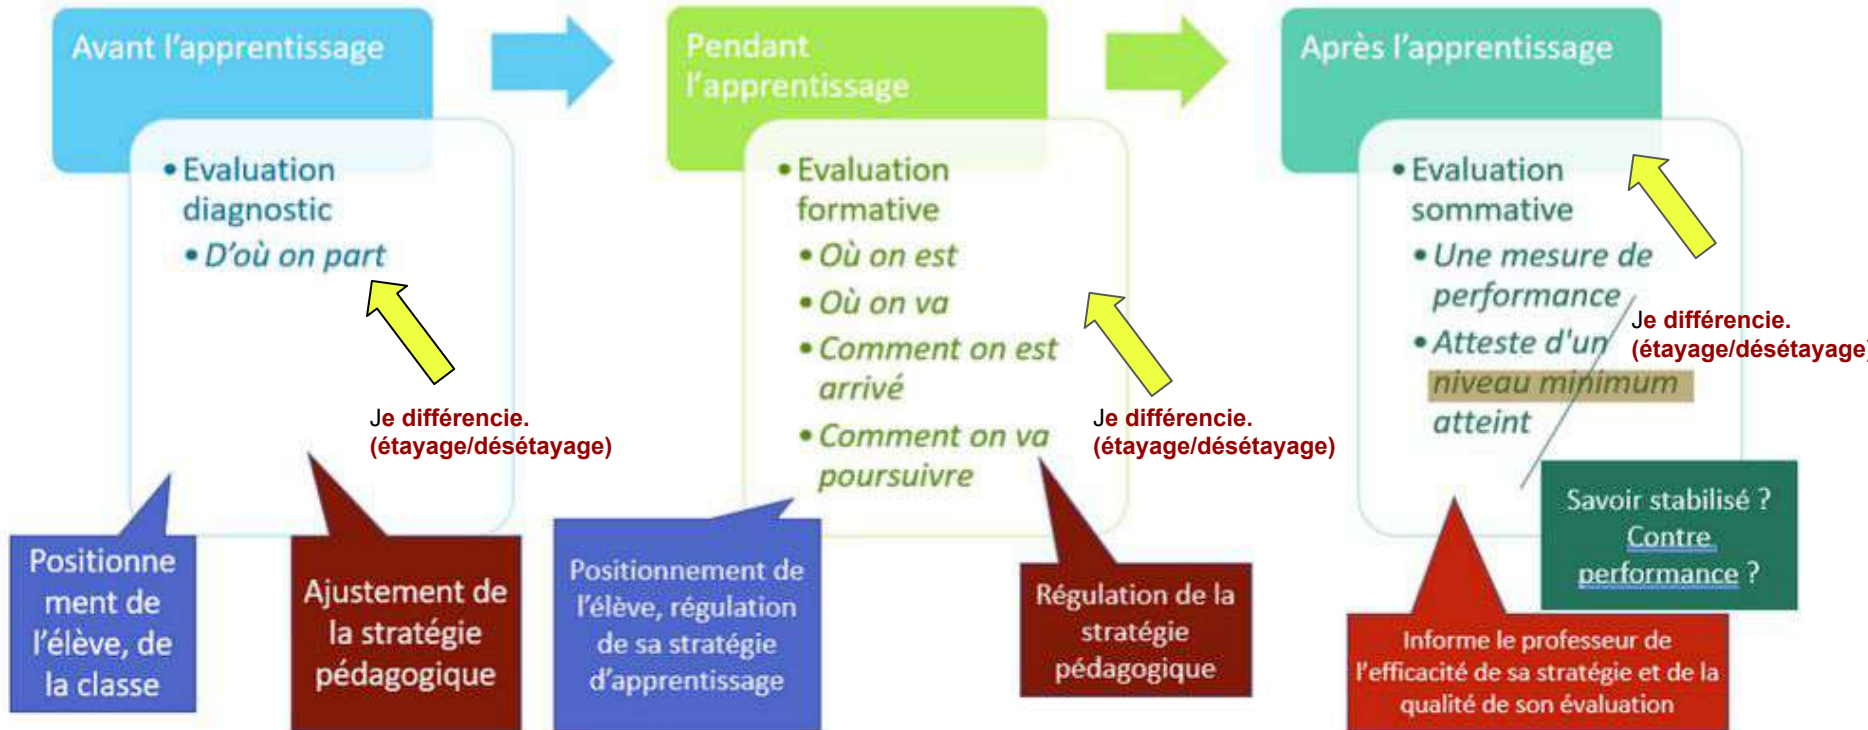 Avant l'apprentissage
• Evaluation
diagnostic
• D'où on part
Je différencie.
(étayage/désétayage)
Positionne
ment de
l'élève, de
la classe
Ajustement de
la stratégie
pédagogique
Pendant
l'apprentissage
• Evaluation
formative
• Où on est
• Où on va
• Comment on est
arrivé
• Comment on va
poursuivre
Je différencie.
(étayage/désétayage)
Positionnement de
l'élève, régulation
de sa stratégie
d'apprentissage
Régulation de la
stratégie
pédagogique
Après l'apprentissage
• Evaluation
sommative
• Une mesure de
performance
• Atteste d'un
niveau minimum
atteint
Je différencie.
(étayage/désétayage)
Savoir stabilisé ?
Contre
performance ?
Informe le professeur de
l'efficacité de sa stratégie et de la
qualité de son évaluation